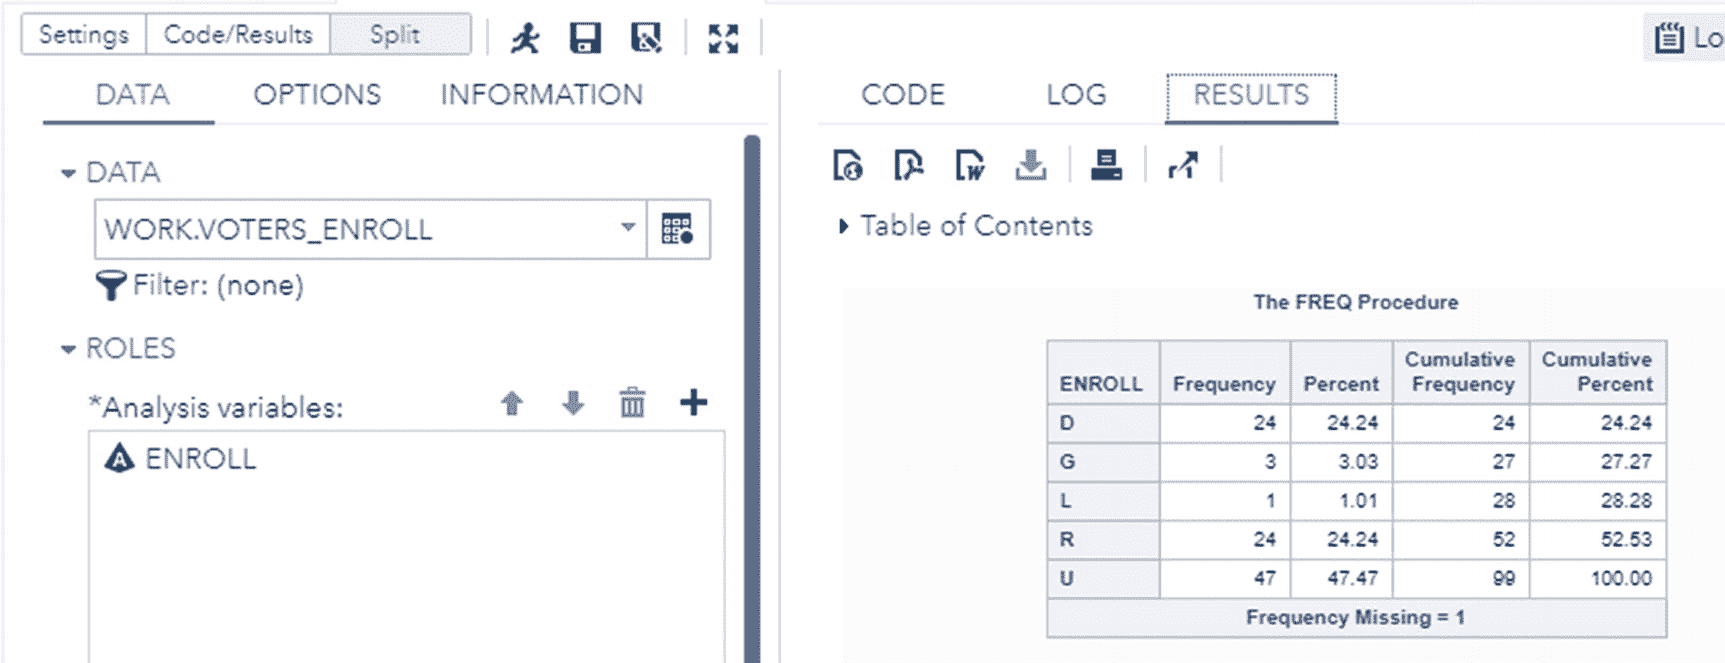 Settings Code/Results Split
DATA OPTIONS INFORMATION
DATA
WORK.VOTERS_ENROLL
Filter: (none)
ROLES
*Analysis variables:
ENROLL
Lo
CODE LOG RESULTS
Table of Contents
The FREQ Procedure
ENROLL Frequency Percent Cumulative Frequency Cumulative Percent
D 24 24.24 24 24.24
G 3 3.03 27 27.27
L 1 1.01 28 28.28
R 24 24.24 52 52.53
U 47 47.47 99 100.00
Frequency Missing = 1